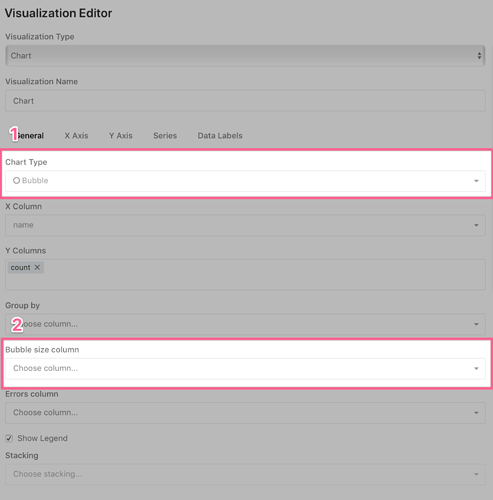 Visualization Editor
Visualization Type
Chart
Visualization Name
Chart
1
General X Axis Y Axis Series Data Labels
Chart Type
Bubble
X Column
name
Y Columns
count ✕
Group by
2
Choose column...
Bubble size column
Choose column...
Errors column
Choose column...
Show Legend
Stacking
Choose stacking...